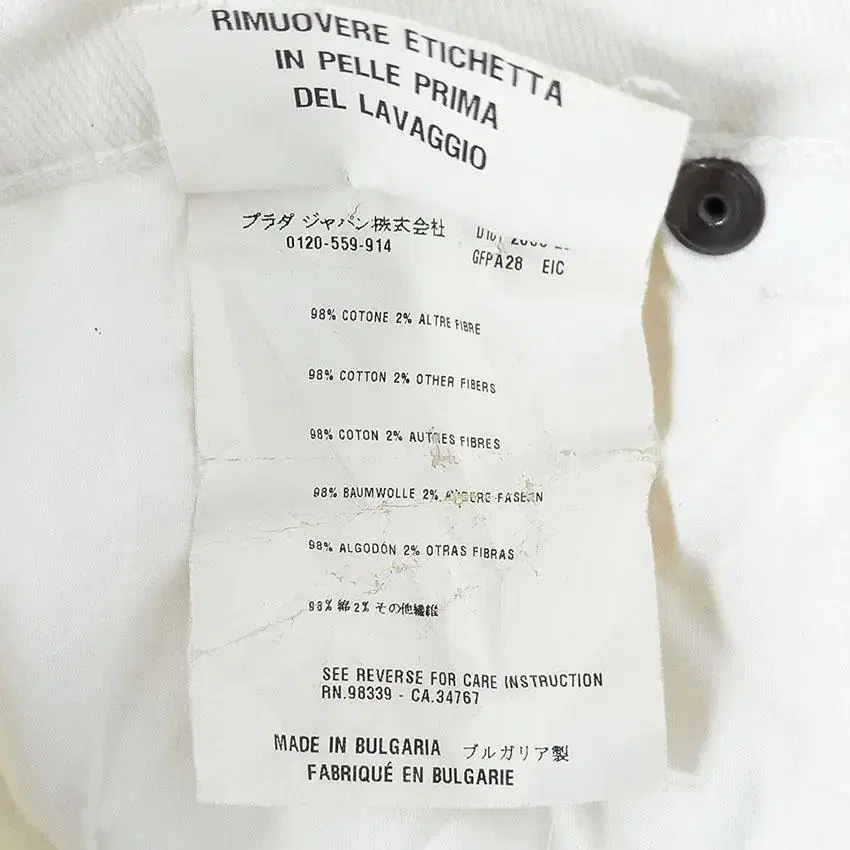 RIMUOVERE ETICHETTA
IN PELLE PRIMA
DEL LAVAGGIO
プラダ ジャパン株式会社
0120-559-914
GFPA28 EIC
98% COTONE 2% ALTRE FIBRE
98% COTTON 2% OTHER FIBERS
98% COTON 2% AUTRES FIBRES
98% BAUMWOLLE 2% ANDERE FASERN
98% ALGODÓN 2% OTRAS FIBRAS
98% 綿 2% その他繊維
SEE REVERSE FOR CARE INSTRUCTION
RN.98339 - CA.34767
MADE IN BULGARIA ブルガリア製
FABRIQUÉ EN BULGARIE